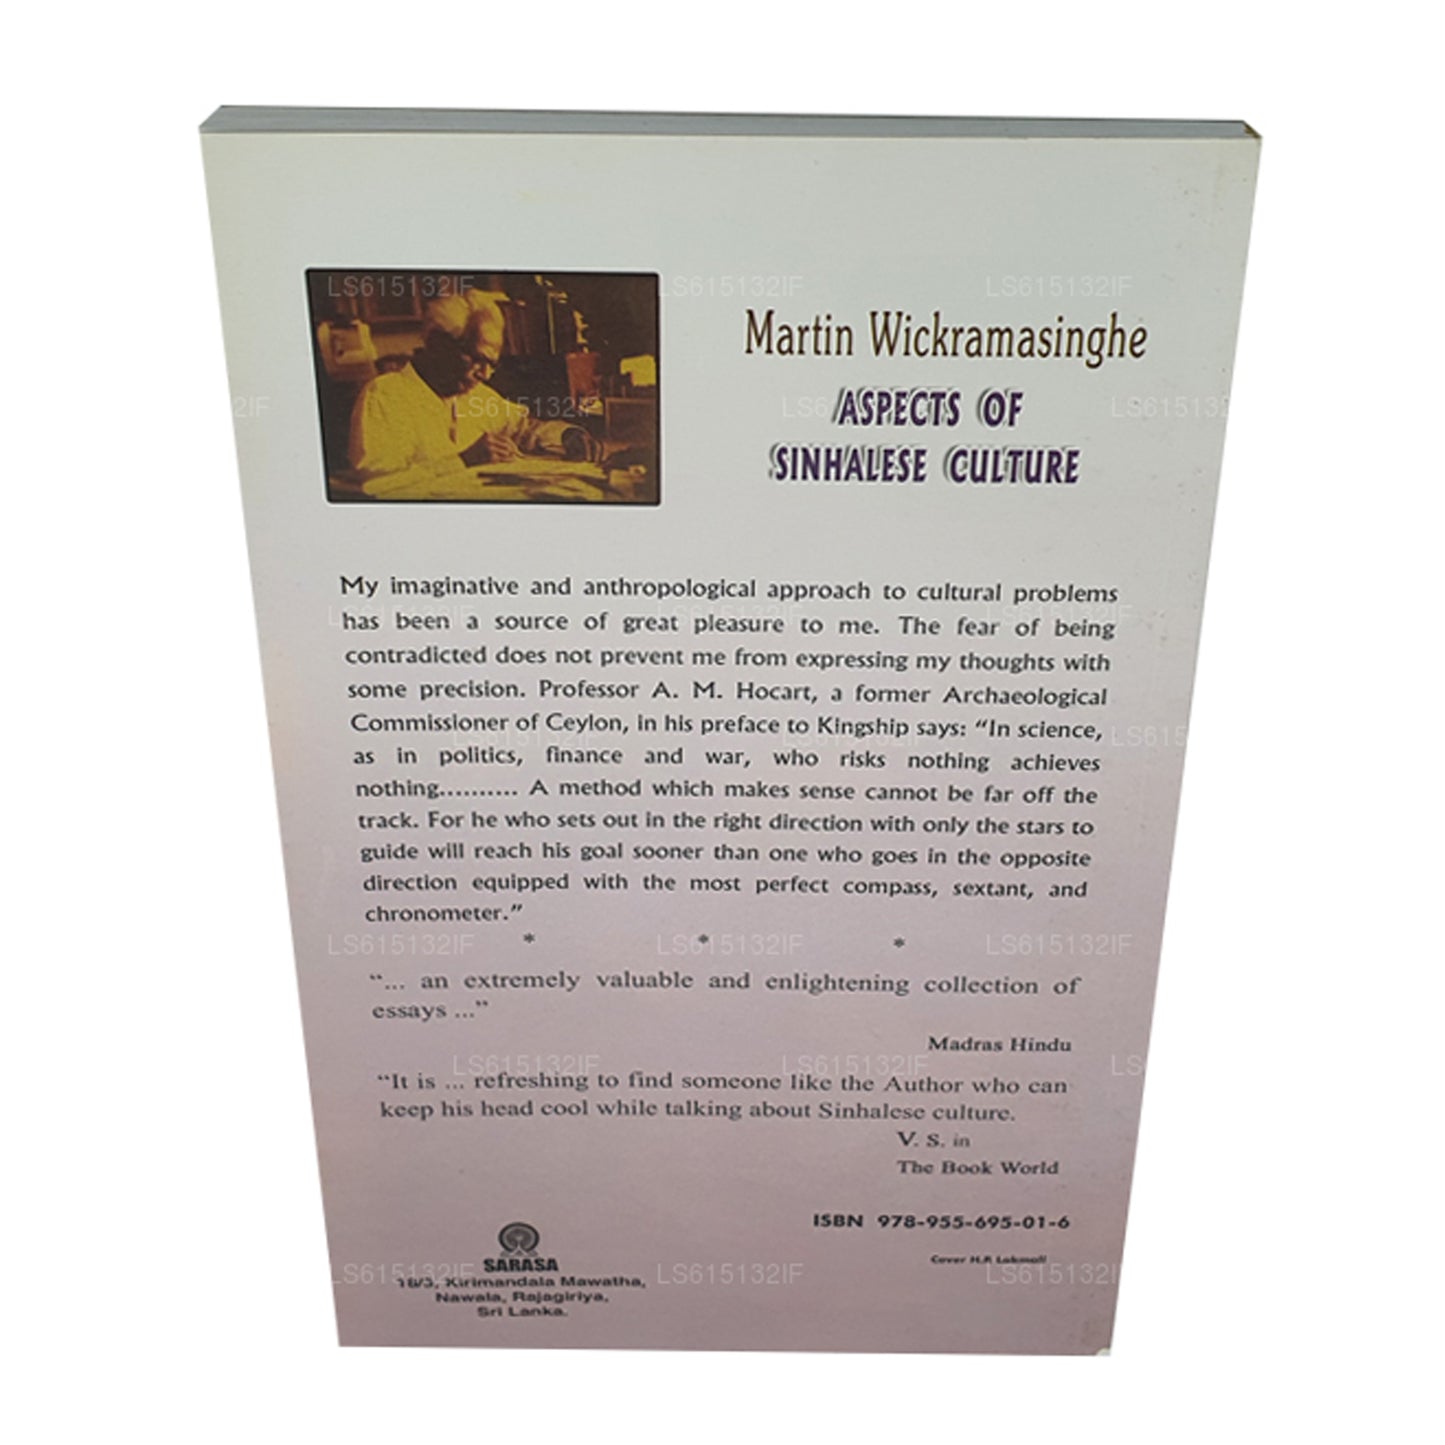 Martin Wickramasinghe
ASPECTS OF
SINHALESE CULTURE
My imaginative and anthropological approach to cultural problems
has been a source of great pleasure to me. The fear of being
contradicted does not prevent me from expressing my thoughts with
some precision. Professor A. M. Hocart, a former Archaeological
Commissioner of Ceylon, in his preface to Kingship says: “In science,
as in politics, finance and war, who risks nothing achieves
nothing.......... A method which makes sense cannot be far off the
track. For he who sets out in the right direction with only the stars to
guide will reach his goal sooner than one who goes in the opposite
direction equipped with the most perfect compass, sextant, and
chronometer.”
* * *
“... an extremely valuable and enlightening collection of
essays ...”
Madras Hindu
“It is ... refreshing to find someone like the Author who can
keep his head cool while talking about Sinhalese culture.
V. S. in
The Book World
ISBN 978-955-695-01-6
Cover H.P. Lakmali
SARASA
18/3, Kirimandala Mawatha,
Nawala, Rajagiriya,
Sri Lanka.
LS615132IF